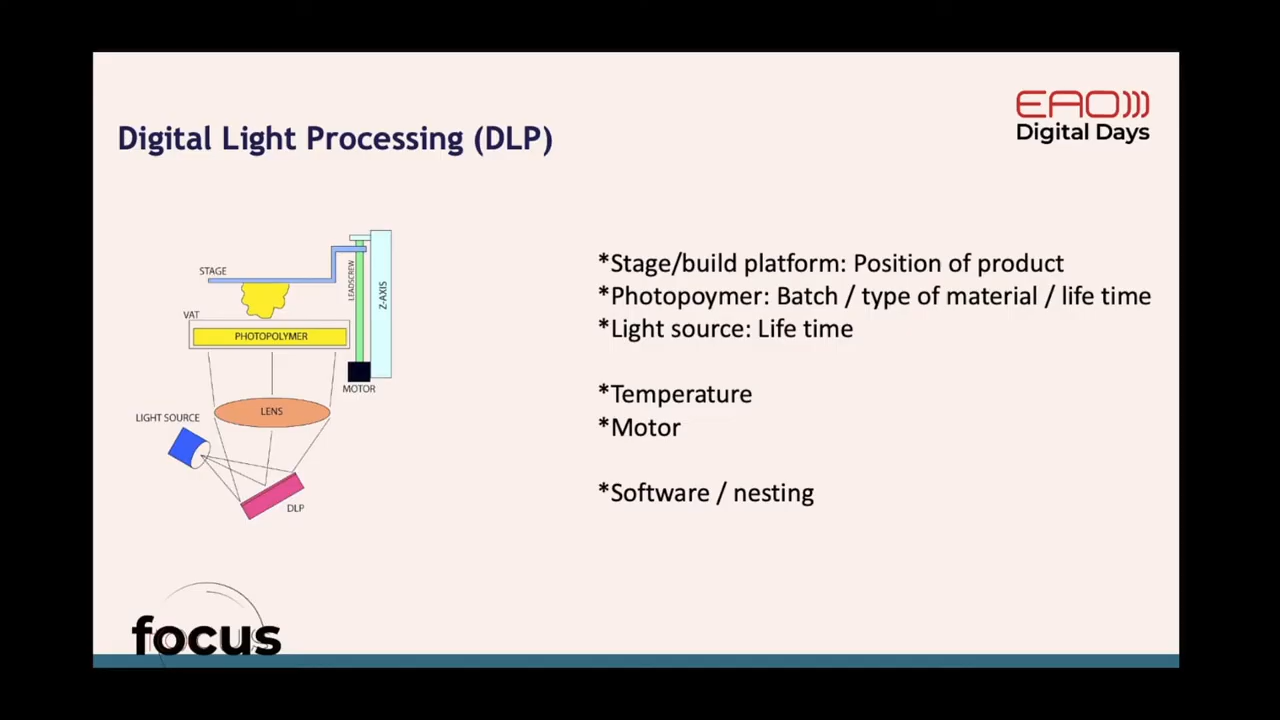 EAO)))
Digital Days
Digital Light Processing (DLP)
STAGE
VAT
PHOTOPOLYMER
LEADSCREW
Z-AXIS
MOTOR
LIGHT SOURCE
LENS
DLP
*Stage/build platform: Position of product
*Photopoymer: Batch / type of material / life time
*Light source: Life time
*Temperature
*Motor
*Software / nesting
focus